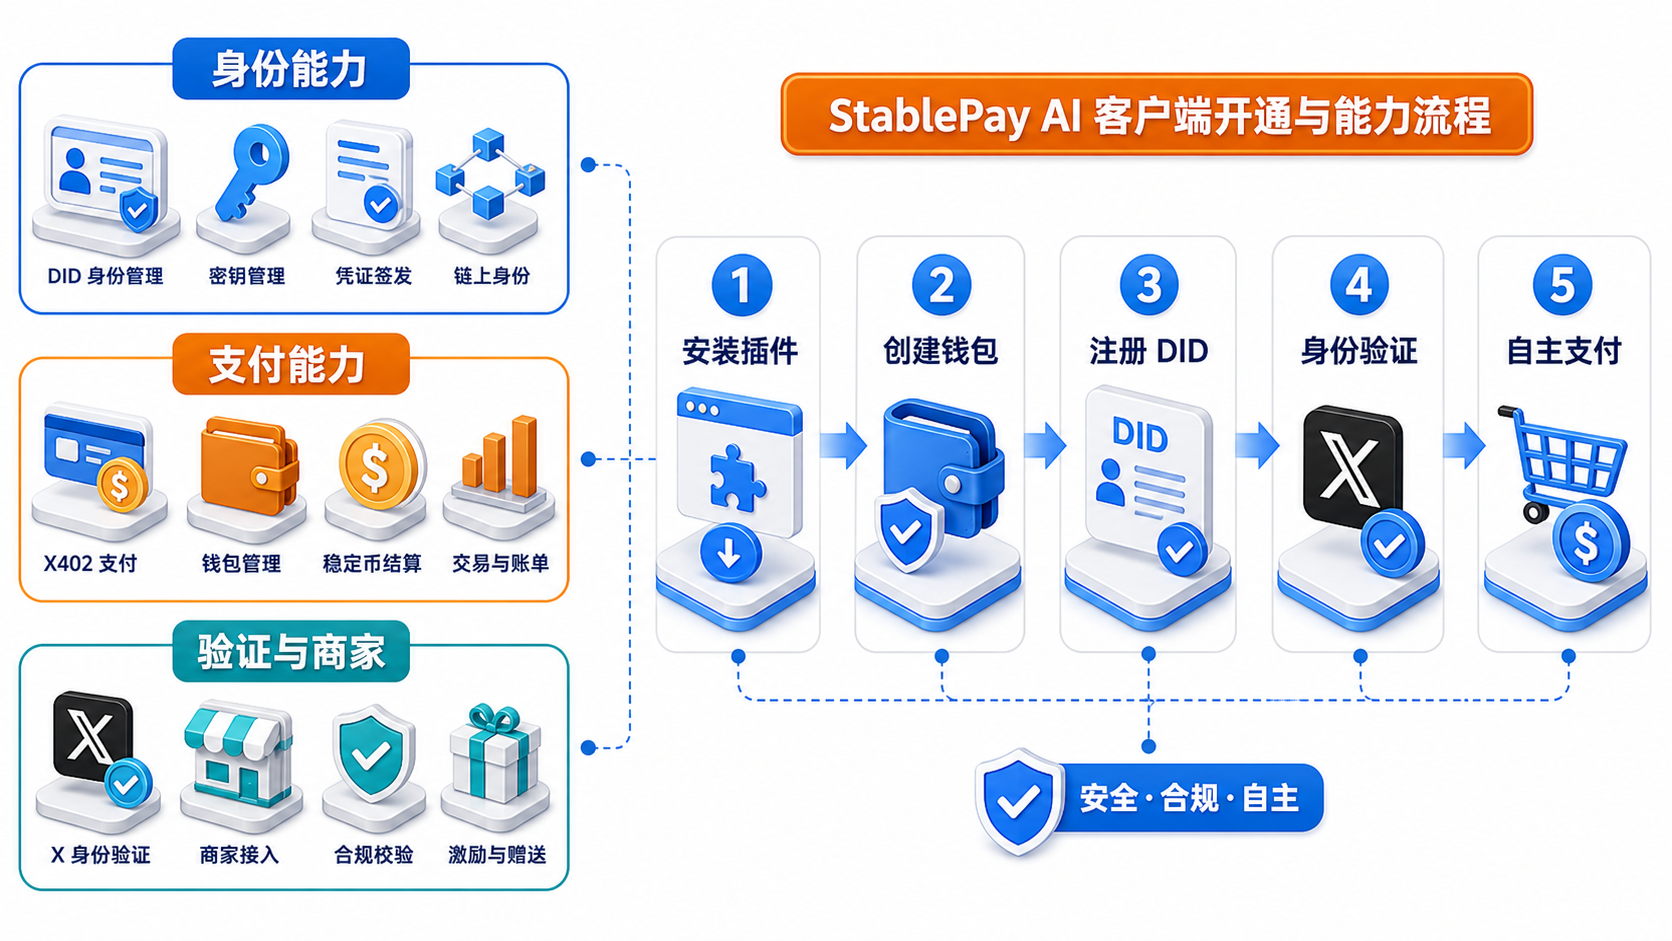 身份能力
DID 身份管理
密钥管理
凭证签发
链上身份
支付能力
X402 支付
钱包管理
稳定币结算
交易与账单
验证与商家
X 身份验证
商家接入
合规校验
激励与赠送
StablePay AI 客户端开通与能力流程
1
安装插件
2
创建钱包
3
注册 DID
DID
4
身份验证
5
自主支付
安全·合规·自主